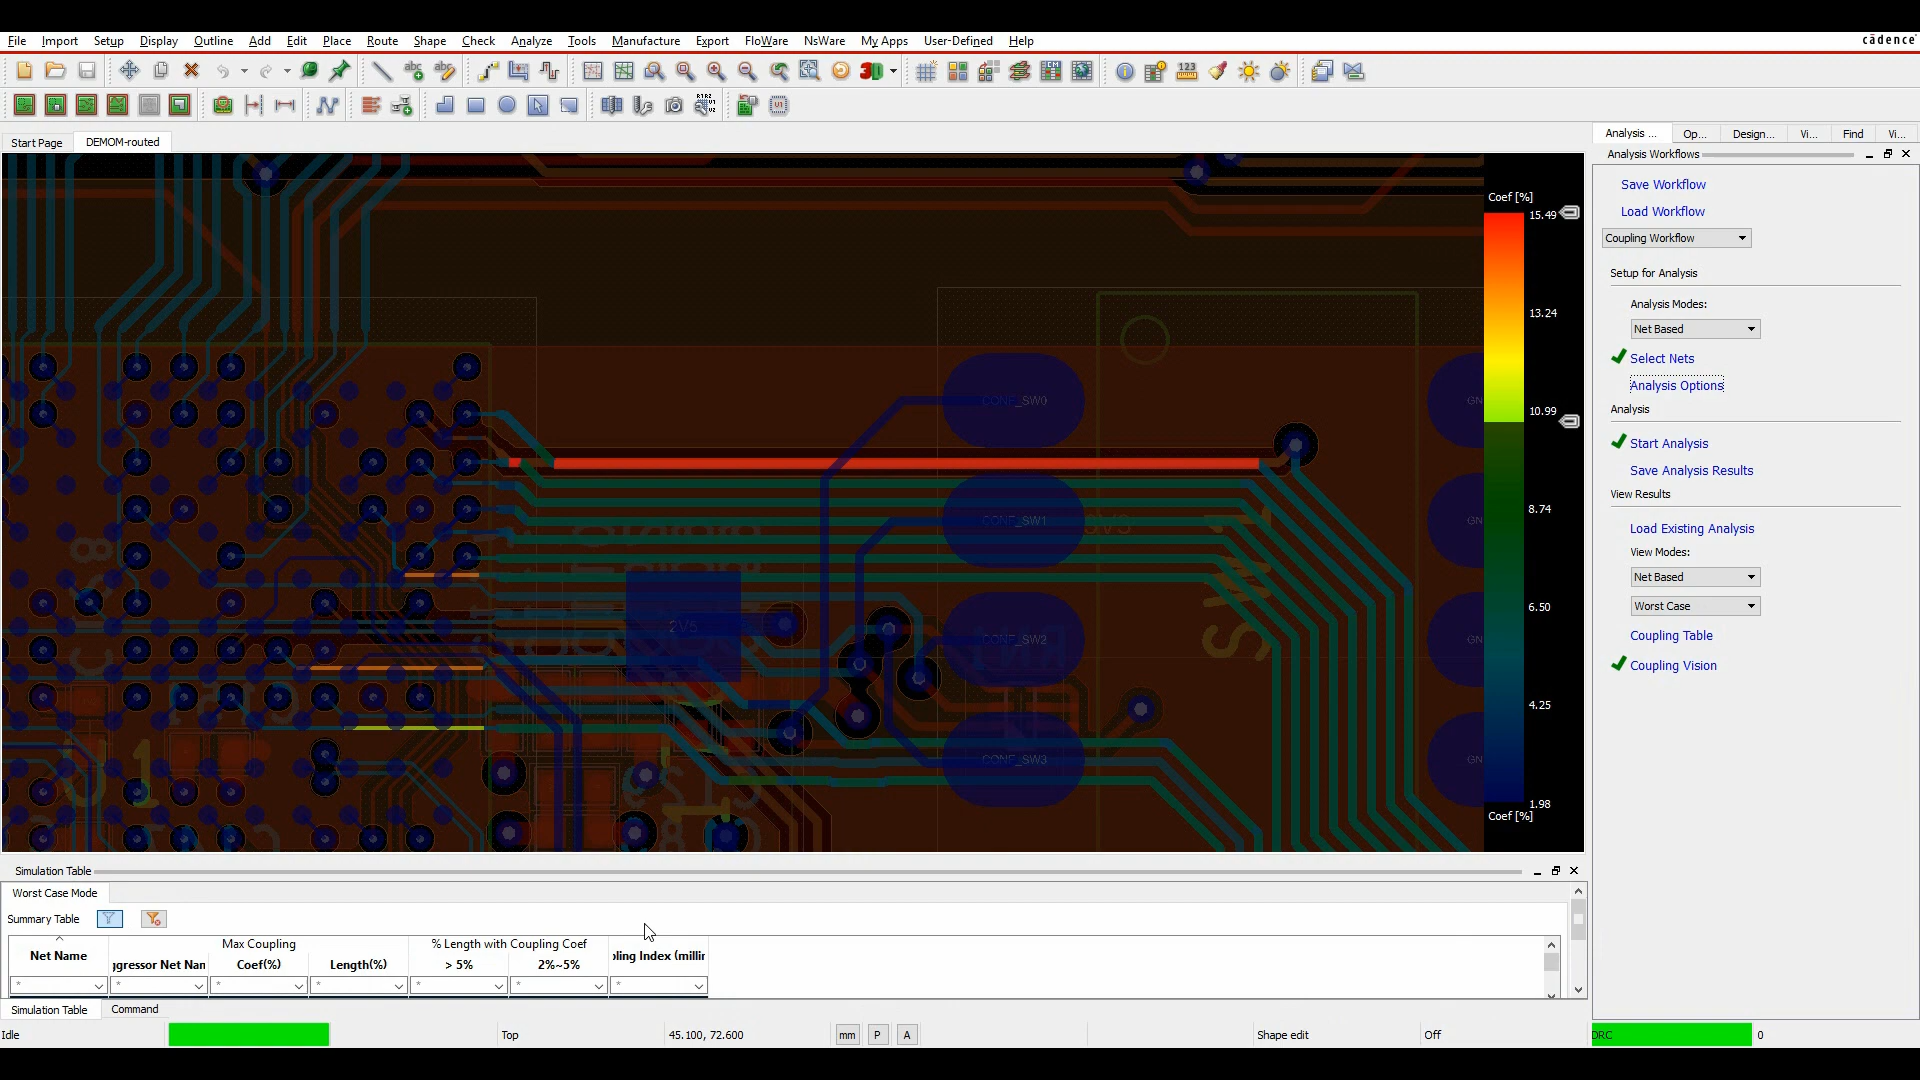 File Import Setup Display Outline Add Edit Place Route Shape Check Analyze Tools Manufacture Export FloWare NsWare My Apps User-Defined Help
cādence
Start Page DEMOM-routed
Analysis ... Op... Design... Vi... Find Vi...
Analysis Workflows
Save Workflow
Load Workflow
Coupling Workflow
Setup for Analysis
Analysis Modes:
Net Based
Select Nets
Analysis Options
Analysis
Start Analysis
Save Analysis Results
View Results
Load Existing Analysis
View Modes:
Net Based
Worst Case
Coupling Table
Coupling Vision
Coef [%]
15.49
13.24
10.99
8.74
6.50
4.25
1.98
Coef [%]
CONF_SW0
CONF_SW1
CONF_SW2
CONF_SW3
2V5
3V3
GN
GN
GN
GN
Simulation Table
Worst Case Mode
Summary Table
Max Coupling % Length with Coupling Coef
Net Name ggressor Net Nan Coef(%) Length(%) > 5% 2%~5% pling Index (millir
* * * * * * *
Simulation Table Command
Idle Top 45.100, 72.600 mm P A Shape edit Off DRC 0